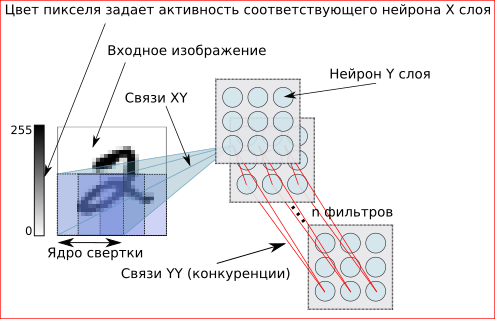 Цвет пикселя задает активность соответствующего нейрона X слоя
Входное изображение
Нейрон Y слоя
Связи XY
255
0
n фильтров
Ядро свертки
Связи YY (конкуренции)